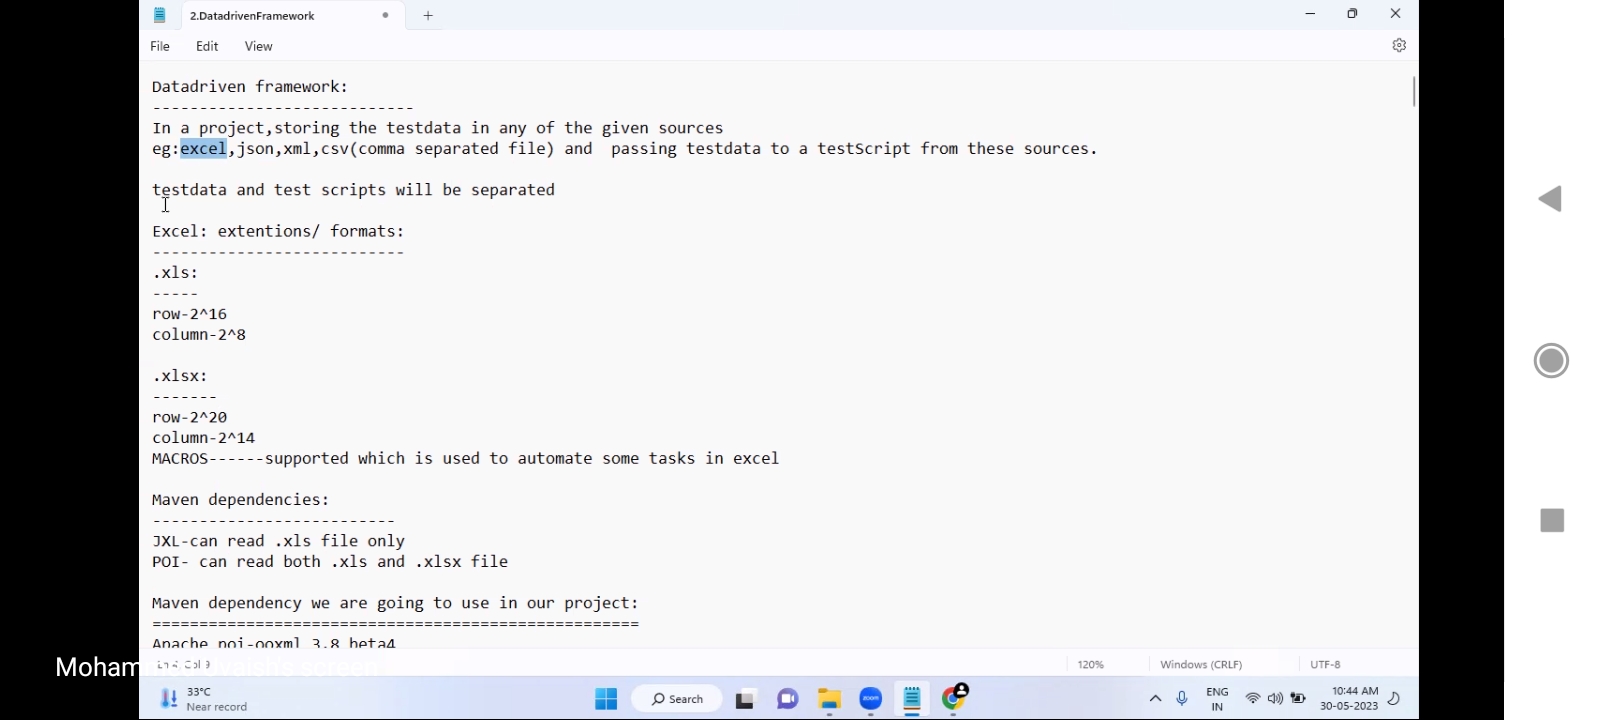 2.DatadrivenFramework
File Edit View
Datadriven framework:
----------------------------
In a project,storing the testdata in any of the given sources
eg:excel,json,xml,csv(comma separated file) and  passing testdata to a testScript from these sources.
testdata and test scripts will be separated
Excel: extentions/ formats:
---------------------------
.xls:
-----
row-2^16
column-2^8
.xlsx:
-------
row-2^20
column-2^14
MACROS------supported which is used to automate some tasks in excel
Maven dependencies:
--------------------------
JXL-can read .xls file only
POI- can read both .xls and .xlsx file
Maven dependency we are going to use in our project:
====================================================
Apache poi-ooxml 3.8 beta4
screen
120% Windows (CRLF) UTF-8
33°C
Near record
Search
zoom
ENG
IN
10:44 AM
30-05-2023